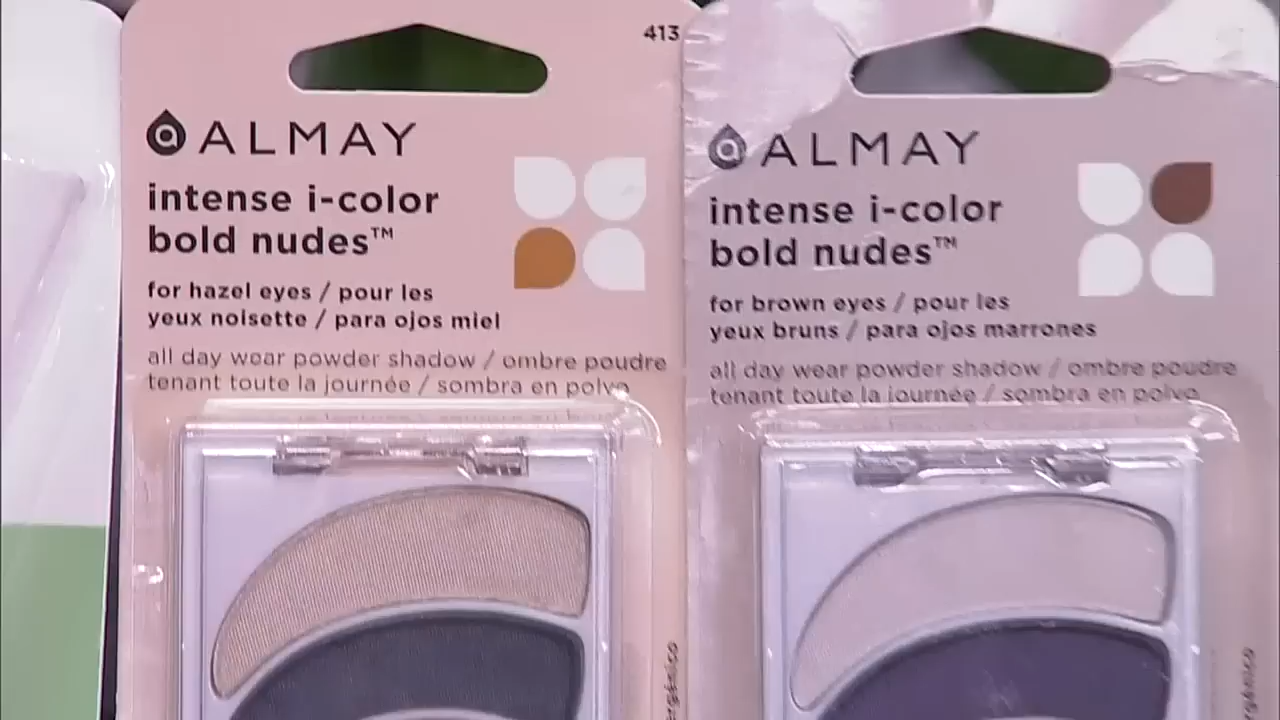 413
ALMAY
intense i-color
bold nudes™
for hazel eyes / pour les
yeux noisette / para ojos miel
all day wear powder shadow / ombre poudre
tenant toute la journée / sombra en polvo
ALMAY
intense i-color
bold nudes™
for brown eyes / pour les
yeux bruns / para ojos marrones
all day wear powder shadow / ombre poudre
tenant toute la journée / sombra en polvo